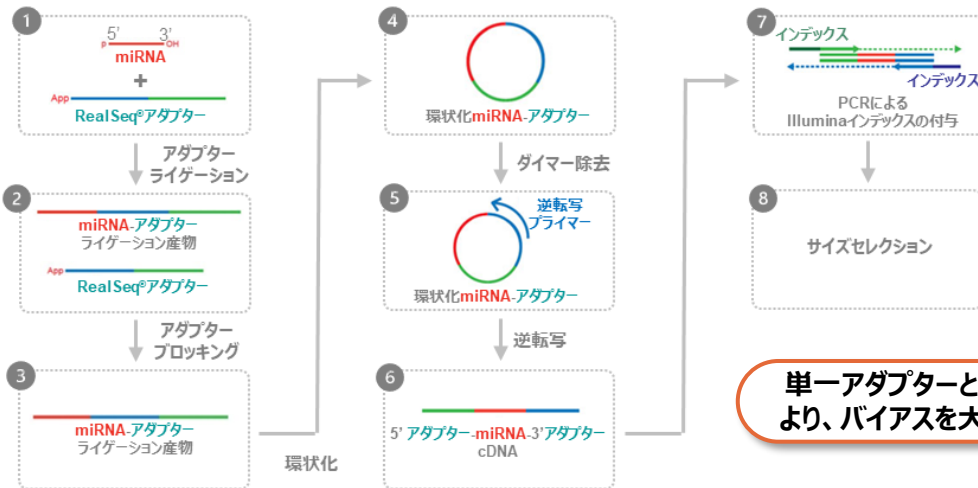 1
5' 3'
p OH
miRNA
+
App
RealSeq®アダプター
アダプター
ライゲーション
2
miRNA-アダプター
ライゲーション産物
App
RealSeq®アダプター
アダプター
ブロッキング
3
miRNA-アダプター
ライゲーション産物
環状化
4
環状化miRNA-アダプター
ダイマー除去
5
逆転写
プライマー
環状化miRNA-アダプター
逆転写
6
5' アダプター-miRNA-3'アダプター
cDNA
7
インデックス
インデックス
PCRによる
Illuminaインデックスの付与
8
サイズセレクション
単一アダプターと
より、バイアスを大